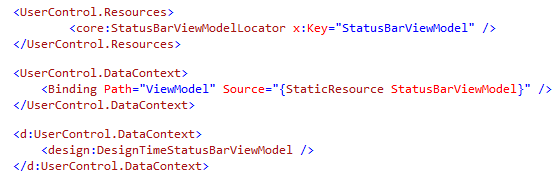 <UserControl.Resources>
<core:StatusBarViewModelLocator x:Key="StatusBarViewModel" />
</UserControl.Resources>
<UserControl.DataContext>
<Binding Path="ViewModel" Source="{StaticResource StatusBarViewModel}" />
</UserControl.DataContext>
<d:UserControl.DataContext>
<design:DesignTimeStatusBarViewModel />
</d:UserControl.DataContext>